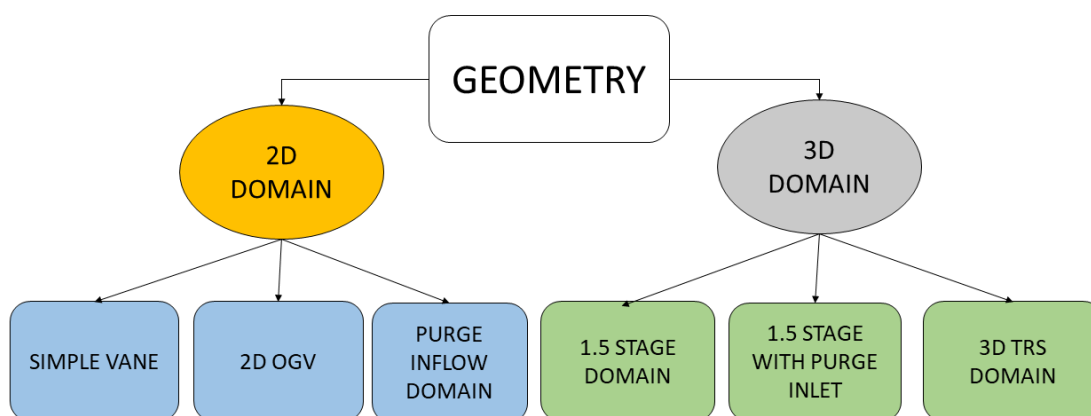 GEOMETRY
2D
DOMAIN
3D
DOMAIN
SIMPLE VANE
2D OGV
PURGE
INFLOW
DOMAIN
1.5 STAGE
DOMAIN
1.5 STAGE
WITH PURGE
INLET
3D TRS
DOMAIN